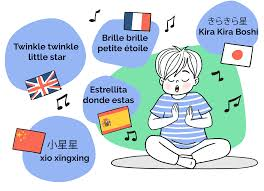 Twinkle twinkle
little star
Brille brille
petite étoile
きらきら星
Kira Kira Boshi
Estrellita
donde estas
小星星
xio xingxing